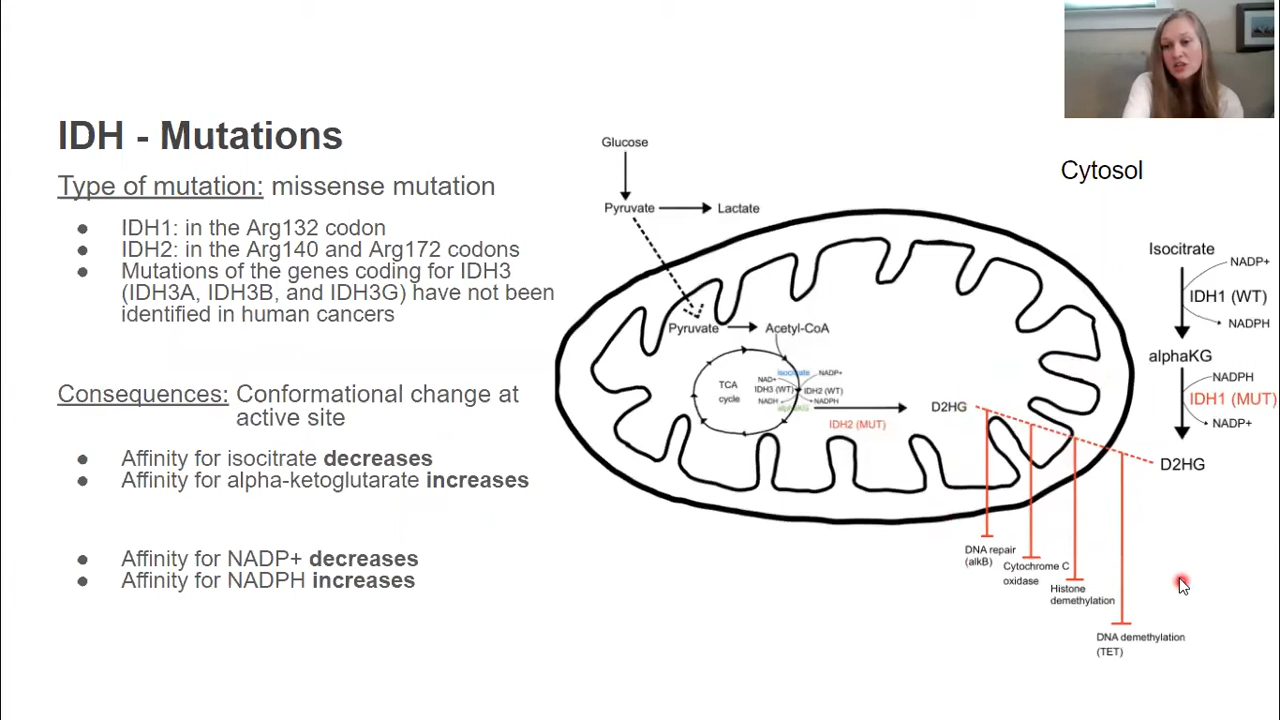 IDH - Mutations
Type of mutation: missense mutation
● IDH1: in the Arg132 codon
● IDH2: in the Arg140 and Arg172 codons
● Mutations of the genes coding for IDH3
(IDH3A, IDH3B, and IDH3G) have not been
identified in human cancers
Consequences: Conformational change at
active site
● Affinity for isocitrate decreases
● Affinity for alpha-ketoglutarate increases
● Affinity for NADP+ decreases
● Affinity for NADPH increases
Glucose
Pyruvate
Lactate
Pyruvate
Acetyl-CoA
TCA
cycle
isocitrate
NAD+
NADP+
IDH3 (WT)
IDH2 (WT)
NADH
NADPH
alphaKG
IDH2 (MUT)
D2HG
DNA repair
(alkB)
Cytochrome C
oxidase
Histone
demethylation
DNA demethylation
(TET)
Cytosol
Isocitrate
NADP+
IDH1 (WT)
NADPH
alphaKG
NADPH
IDH1 (MUT)
NADP+
D2HG